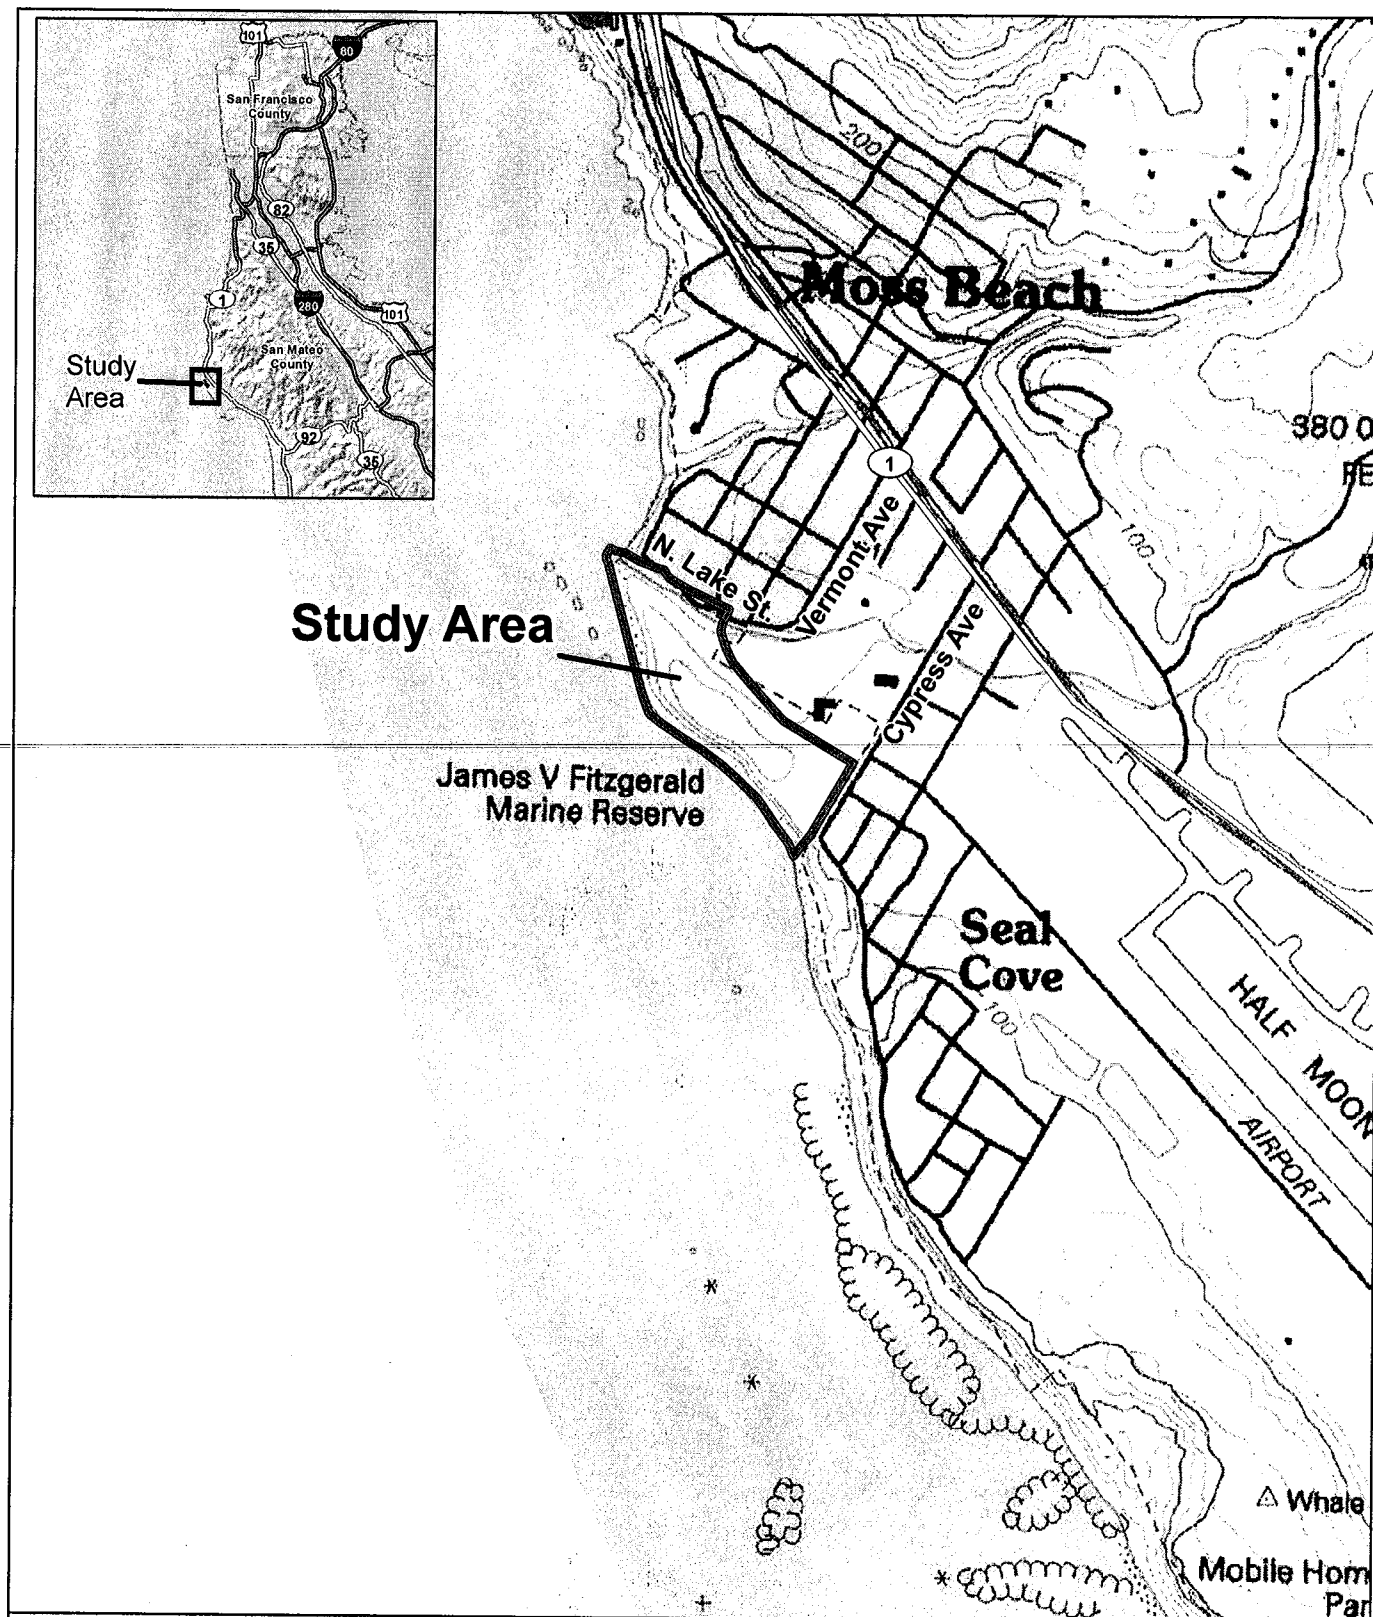 101
80
San Francisco
County
82
35
1
280
101
San Mateo
County
Study
Area
92
35
200
Moss Beach
380 0
FE
1
100
N. Lake St.
Vermont Ave
Cypress Ave
Study Area
James V Fitzgerald
Marine Reserve
Seal
Cove
100
HALF MOON
AIRPORT
Whale
Mobile Hom
Par